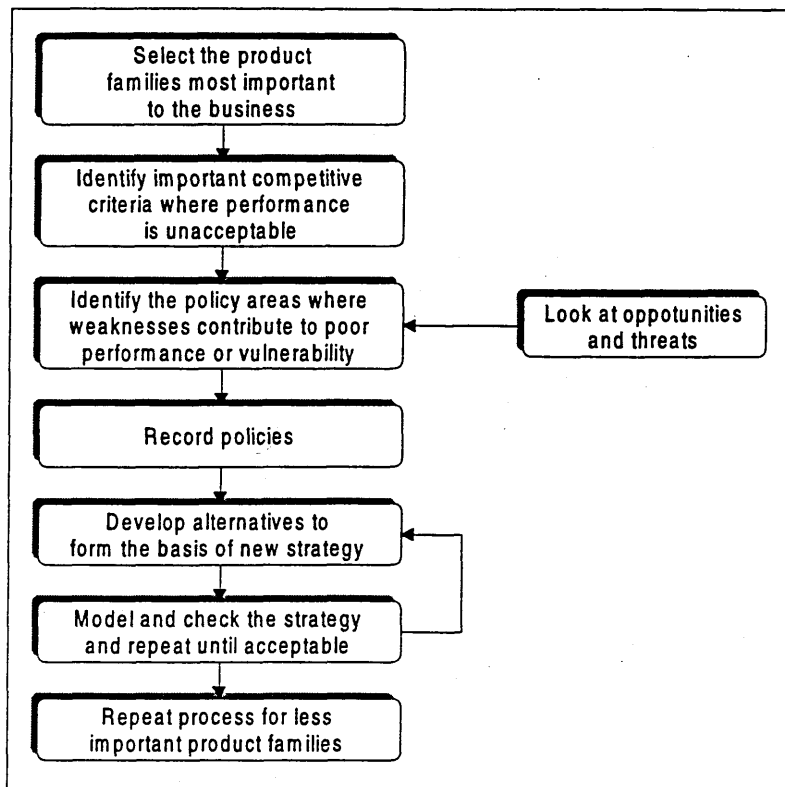 Select the product
families most important
to the business
Identify important competitive
criteria where performance
is unacceptable
Identify the policy areas where
weaknesses contribute to poor
performance or vulnerability
Look at oppotunities
and threats
Record policies
Develop alternatives to
form the basis of new strategy
Model and check the strategy
and repeat until acceptable
Repeat process for less
important product families